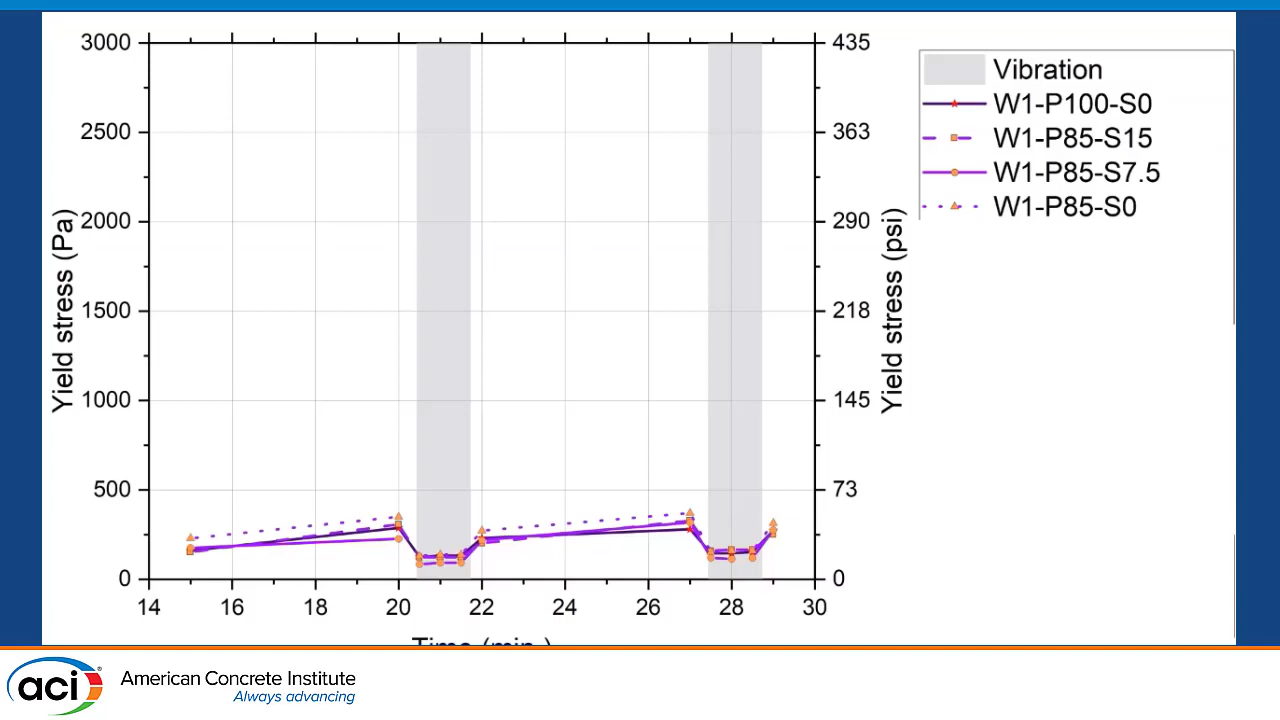 3000
2500
2000
1500
1000
500
0
Yield stress (Pa)
14 16 18 20 22 24 26 28 30
Time (min.)
435
363
290
218
145
73
0
Yield stress (psi)
Vibration
W1-P100-S0
W1-P85-S15
W1-P85-S7.5
W1-P85-S0
aci®
American Concrete Institute
Always advancing